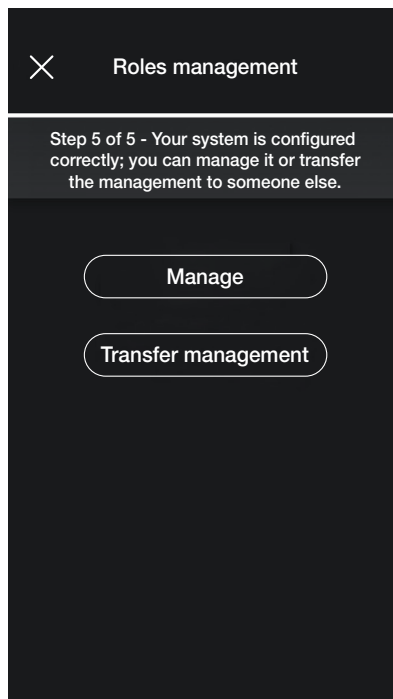 Roles management
Step 5 of 5 - Your system is configured
correctly; you can manage it or transfer
the management to someone else.
Manage
Transfer management